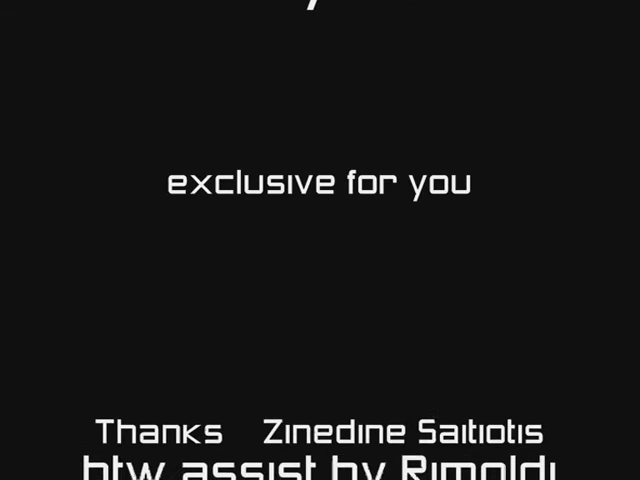 exclusive for you
Thanks Zinedine Saitiotis
btw assist by Rimoldi